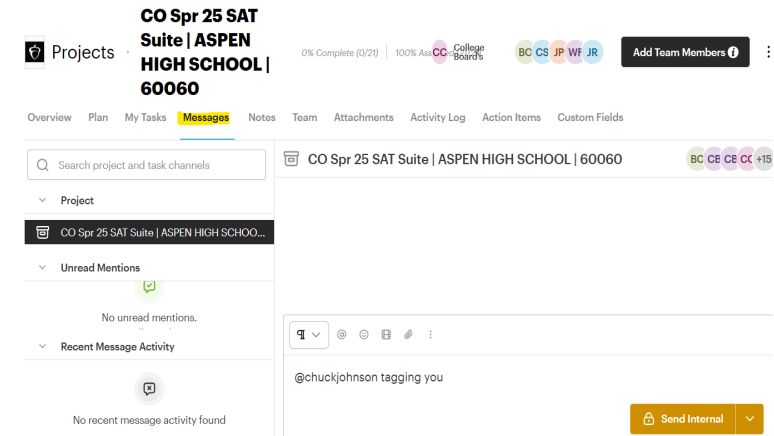 CO Spr 25 SAT
Suite | ASPEN
HIGH SCHOOL |
60060
Projects
0% Complete (0/21)
100% Ass
CC
College
Board's
BC CS JP WF JR
Add Team Members
Overview Plan My Tasks Messages Notes Team Attachments Activity Log Action Items Custom Fields
Search project and task channels
CO Spr 25 SAT Suite | ASPEN HIGH SCHOOL | 60060
BC CE CE CC +15
Project
CO Spr 25 SAT Suite | ASPEN HIGH SCHOO...
Unread Mentions
No unread mentions.
Recent Message Activity
No recent message activity found
@chuckjohnson tagging you
Send Internal